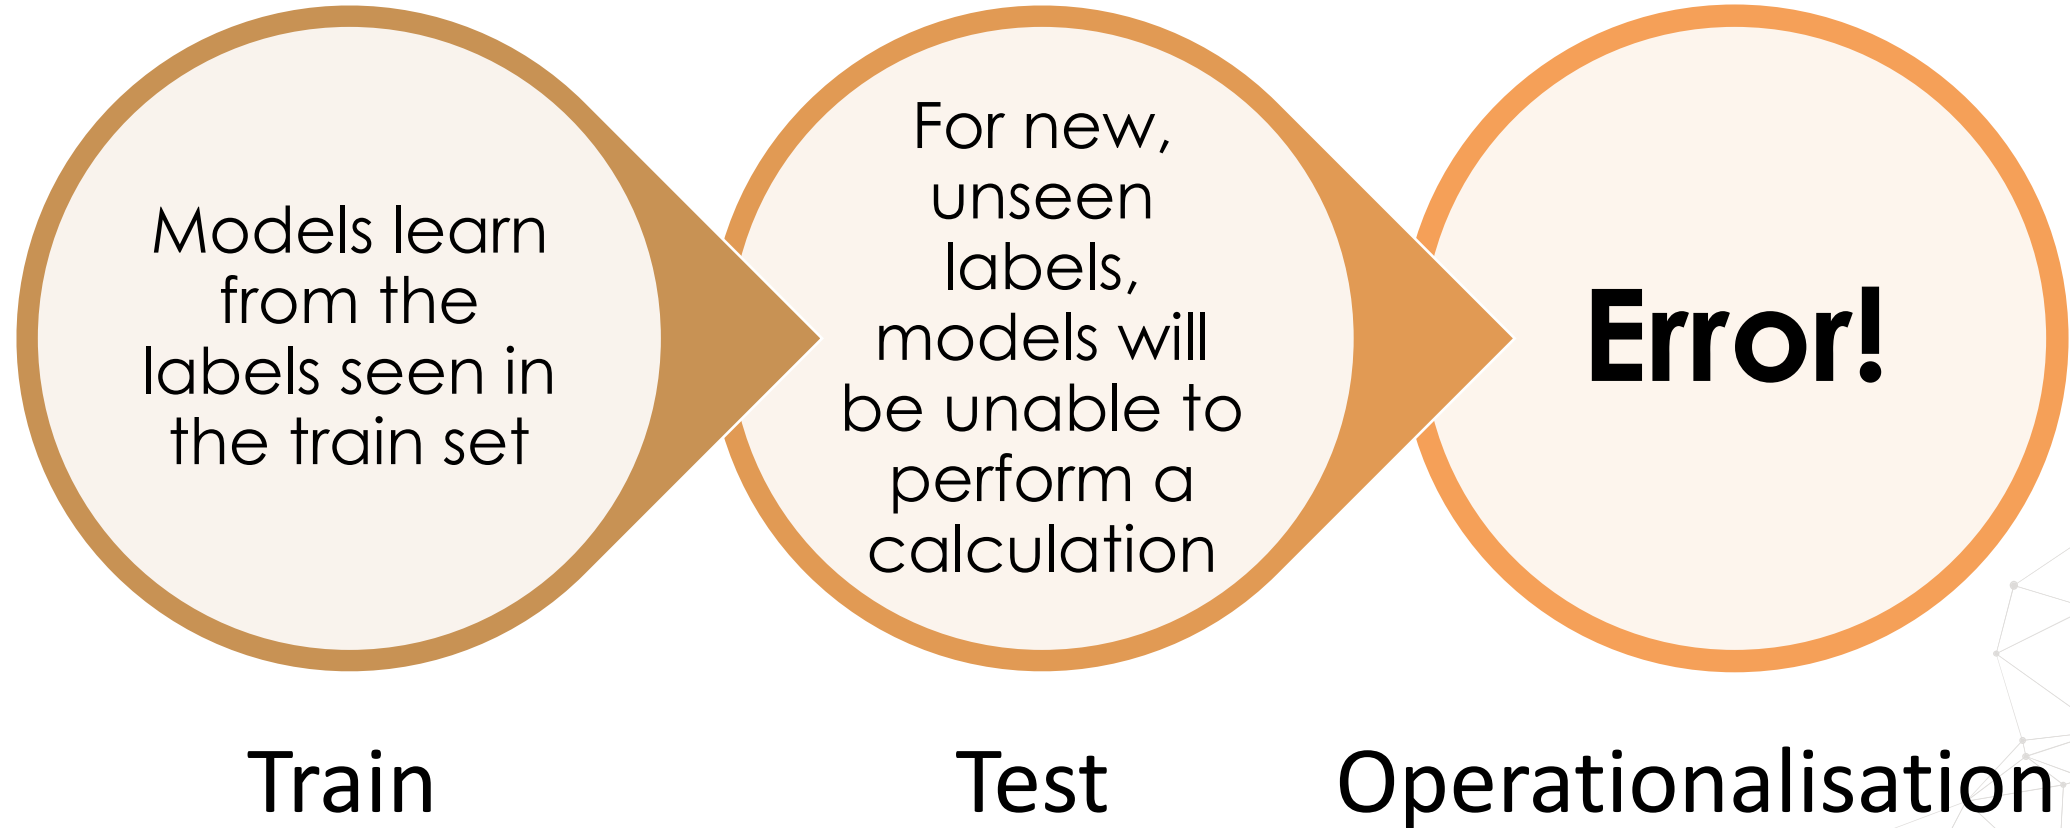 Models learn
from the
labels seen in
the train set
For new,
unseen
labels,
models will
be unable to
perform a
calculation
Error!
Train
Test
Operationalisation